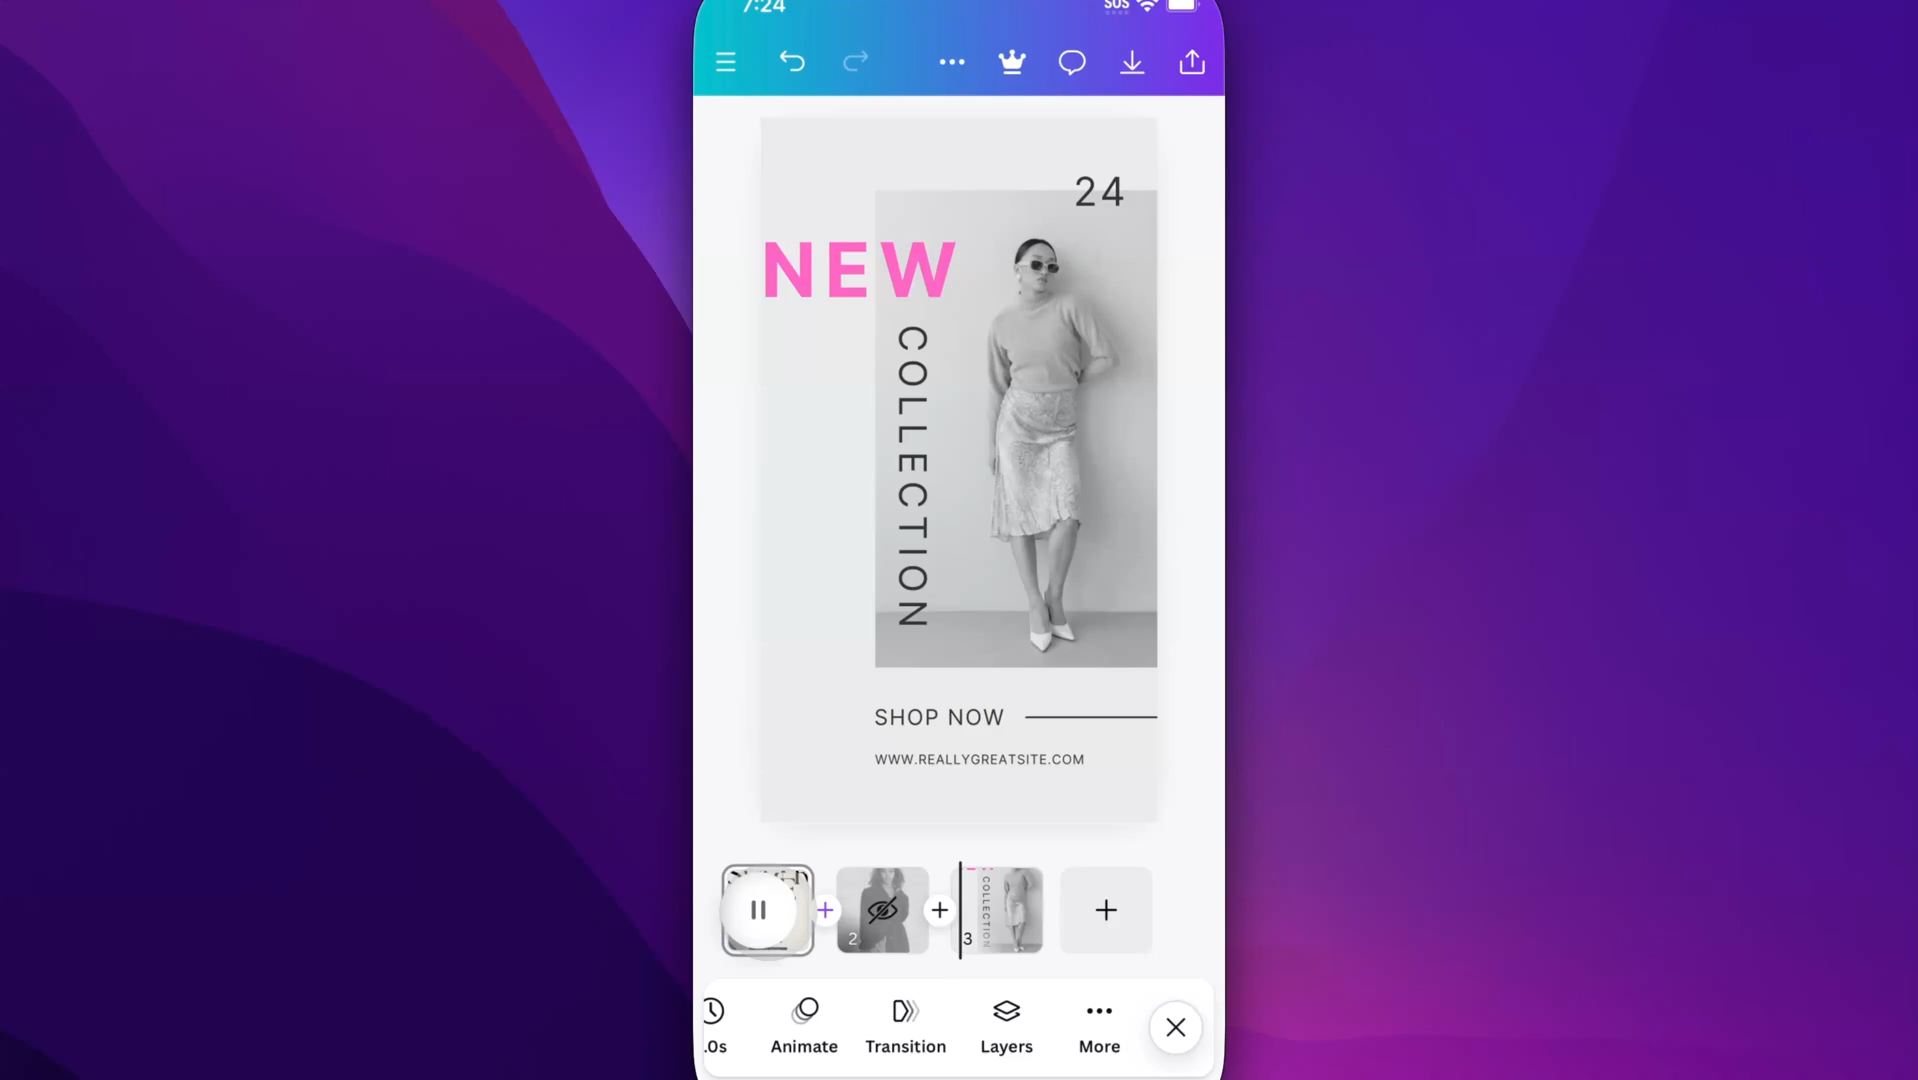 7:24
SOS
24
NEW
COLLECTION
SHOP NOW
WWW.REALLYGREATSITE.COM
2
3
COLLECTION
.0s
Animate
Transition
Layers
More